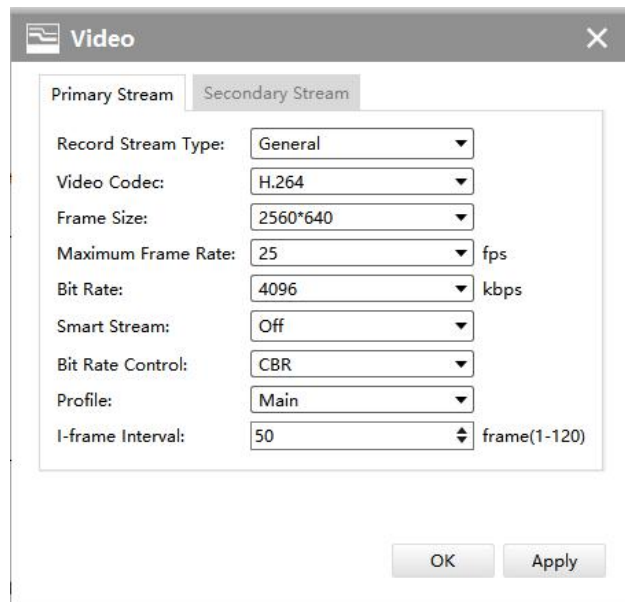 Video
Primary Stream Secondary Stream
Record Stream Type: General
Video Codec: H.264
Frame Size: 2560*640
Maximum Frame Rate: 25 fps
Bit Rate: 4096 kbps
Smart Stream: Off
Bit Rate Control: CBR
Profile: Main
I-frame Interval: 50 frame(1-120)
OK Apply